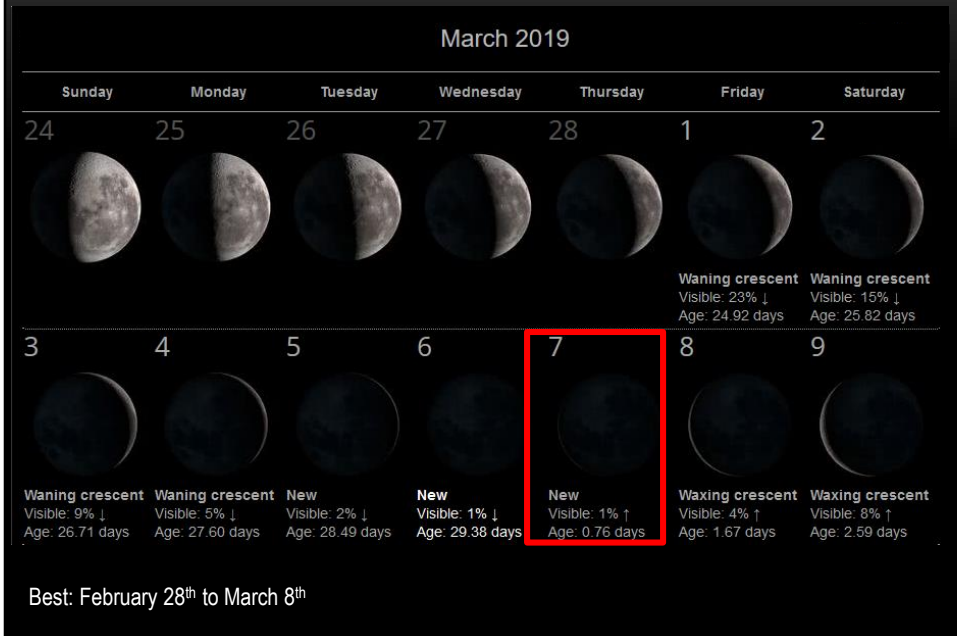 March 2019
Sunday Monday Tuesday Wednesday Thursday Friday Saturday
24 25 26 27 28 1 2
Waning crescent Waning crescent
Visible: 23% ↓ Visible: 15% ↓
Age: 24.92 days Age: 25.82 days
3 4 5 6 7 8 9
Waning crescent Waning crescent New New New Waxing crescent Waxing crescent
Visible: 9% ↓ Visible: 5% ↓ Visible: 2% ↓ Visible: 1% ↓ Visible: 1% ↑ Visible: 4% ↑ Visible: 8% ↑
Age: 26.71 days Age: 27.60 days Age: 28.49 days Age: 29.38 days Age: 0.76 days Age: 1.67 days Age: 2.59 days
Best: February 28th to March 8th